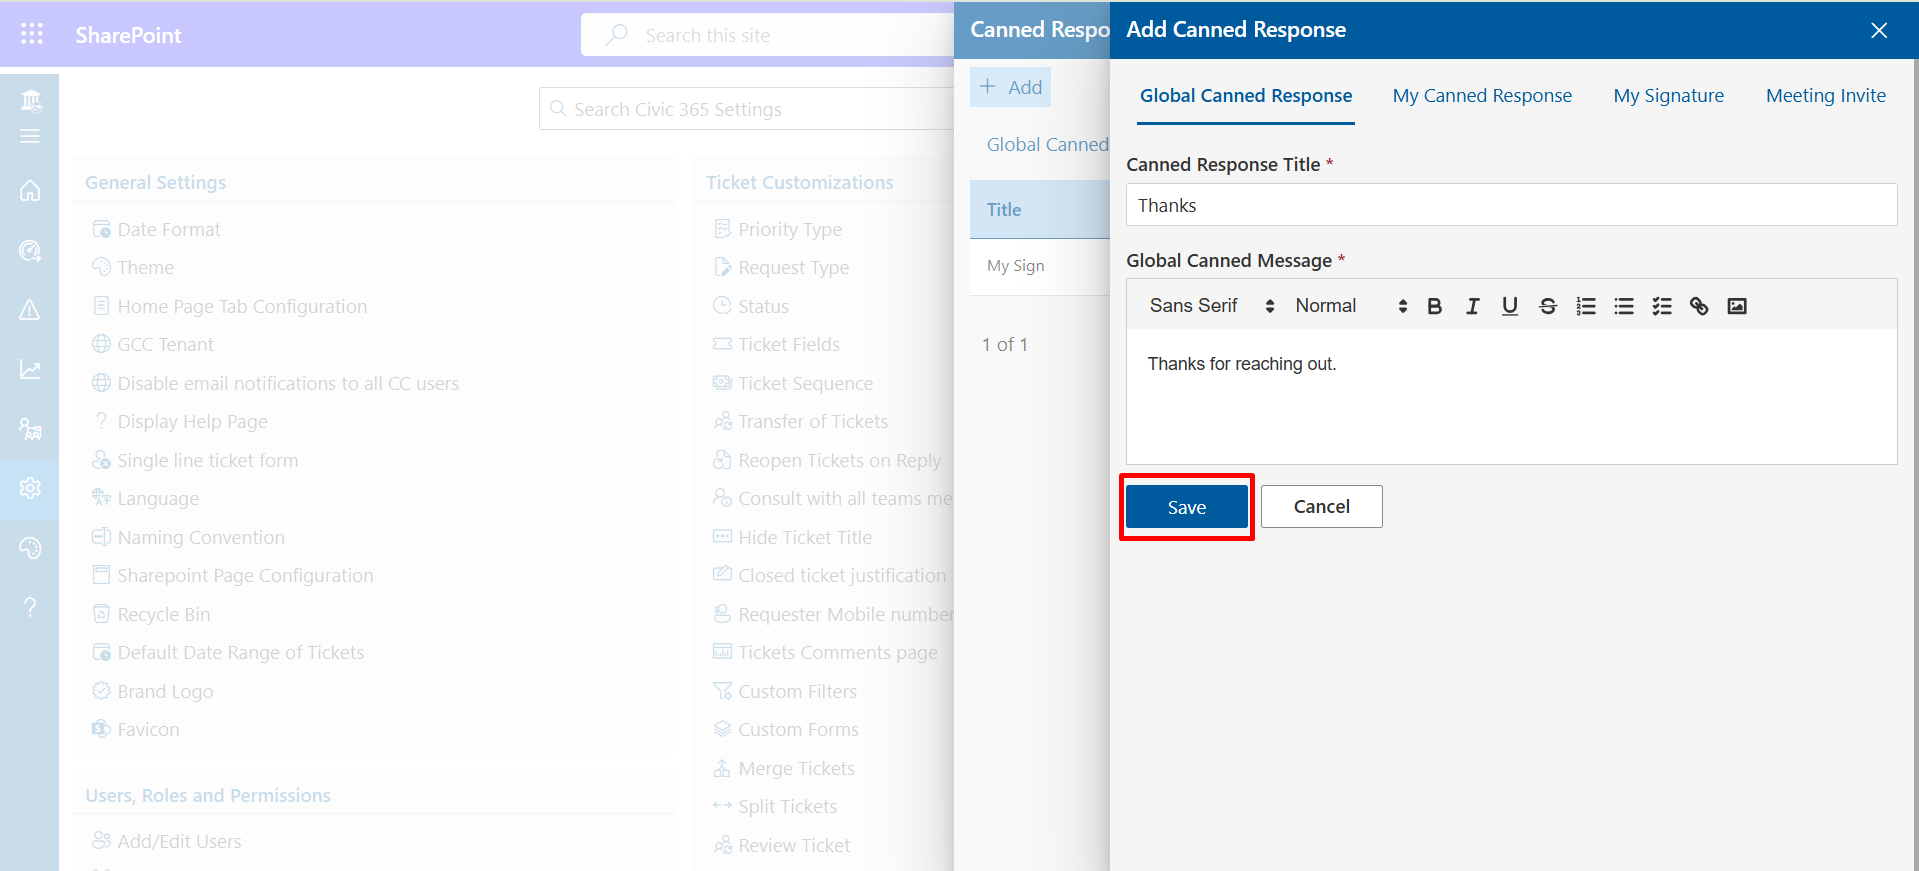 SharePoint
Search this site
Search Civic 365 Settings
General Settings
Date Format
Theme
Home Page Tab Configuration
GCC Tenant
Disable email notifications to all CC users
Display Help Page
Single line ticket form
Language
Naming Convention
Sharepoint Page Configuration
Recycle Bin
Default Date Range of Tickets
Brand Logo
Favicon
Users, Roles and Permissions
Add/Edit Users
Ticket Customizations
Priority Type
Request Type
Status
Ticket Fields
Ticket Sequence
Transfer of Tickets
Reopen Tickets on Reply
Consult with all teams me
Hide Ticket Title
Closed ticket justification
Requester Mobile number
Tickets Comments page
Custom Filters
Custom Forms
Merge Tickets
Split Tickets
Review Ticket
Canned Respo
+ Add
Global Canned
Title
My Sign
1 of 1
Add Canned Response
Global Canned Response My Canned Response My Signature Meeting Invite
Canned Response Title *
Thanks
Global Canned Message *
Sans Serif Normal B I U S
Thanks for reaching out.
Save Cancel